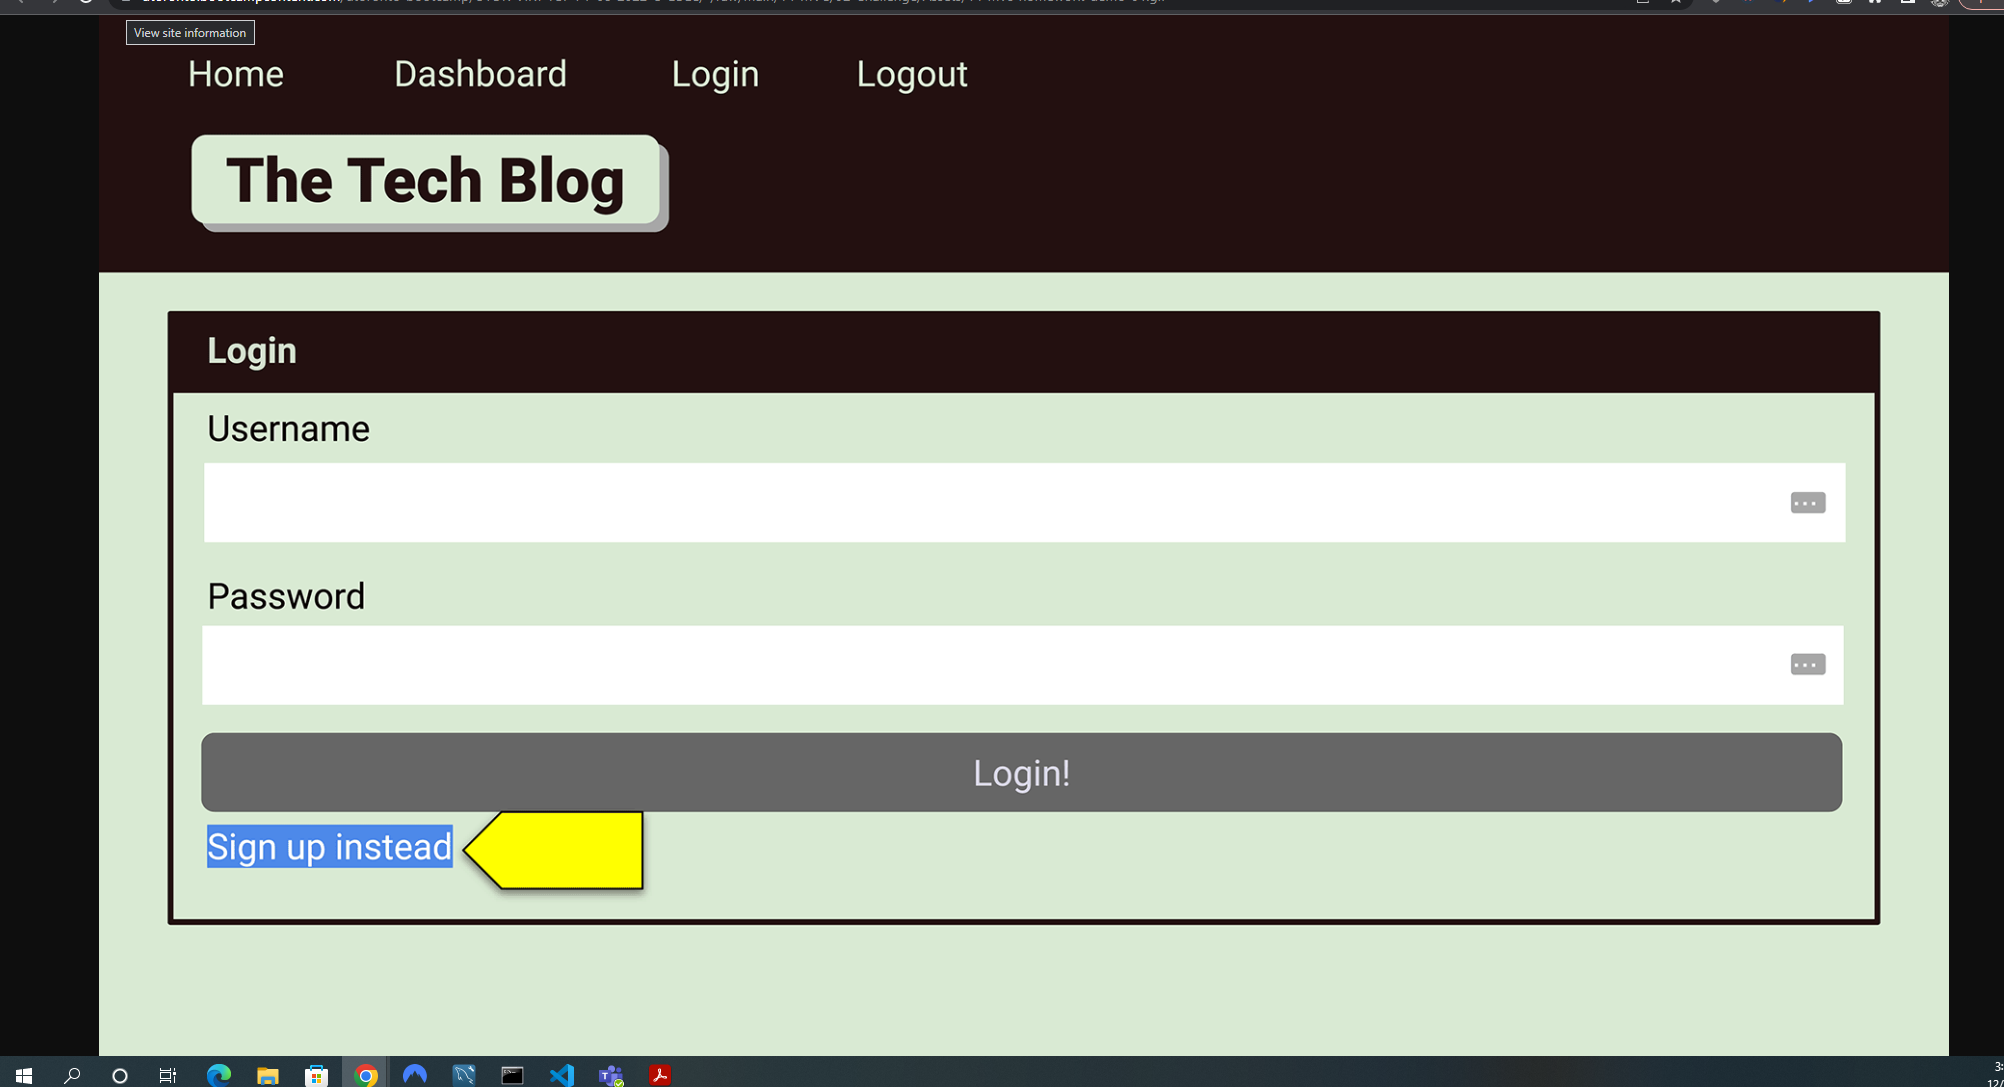 View site information
Home Dashboard Login Logout
The Tech Blog
Login
Username
Password
Login!
Sign up instead